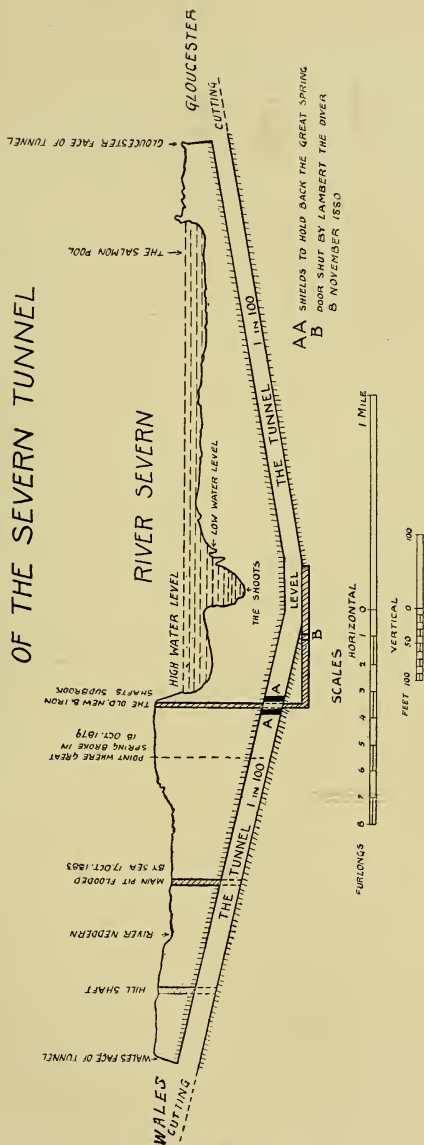 OF THE SEVERN TUNNEL
RIVER SEVERN
WALES
CUTTING
WALES FACE OF TUNNEL
HILL SHAFT
RIVER NEDDERN
MAIN PIT FLOODED
BY SEA 17, OCT. 1883
POINT WHERE GREAT
SPRING BROKE IN
18 OCT. 1879
THE OLD, NEW & IRON
SHAFTS SUDBROOK
HIGH WATER LEVEL
LOW WATER LEVEL
THE SHOOTS
THE SALMON POOL
GLOUCESTER FACE OF TUNNEL
GLOUCESTER
CUTTING
THE TUNNEL 1 IN 100
A A
LEVEL
B
THE TUNNEL 1 IN 100
AA SHIELDS TO HOLD BACK THE GREAT SPRING
B DOOR SHUT BY LAMBERT THE DIVER
8 NOVEMBER 1880
SCALES
HORIZONTAL
FURLONGS 8 7 6 5 4 3 2 1 0 1 MILE
VERTICAL
FEET 100 50 0 100